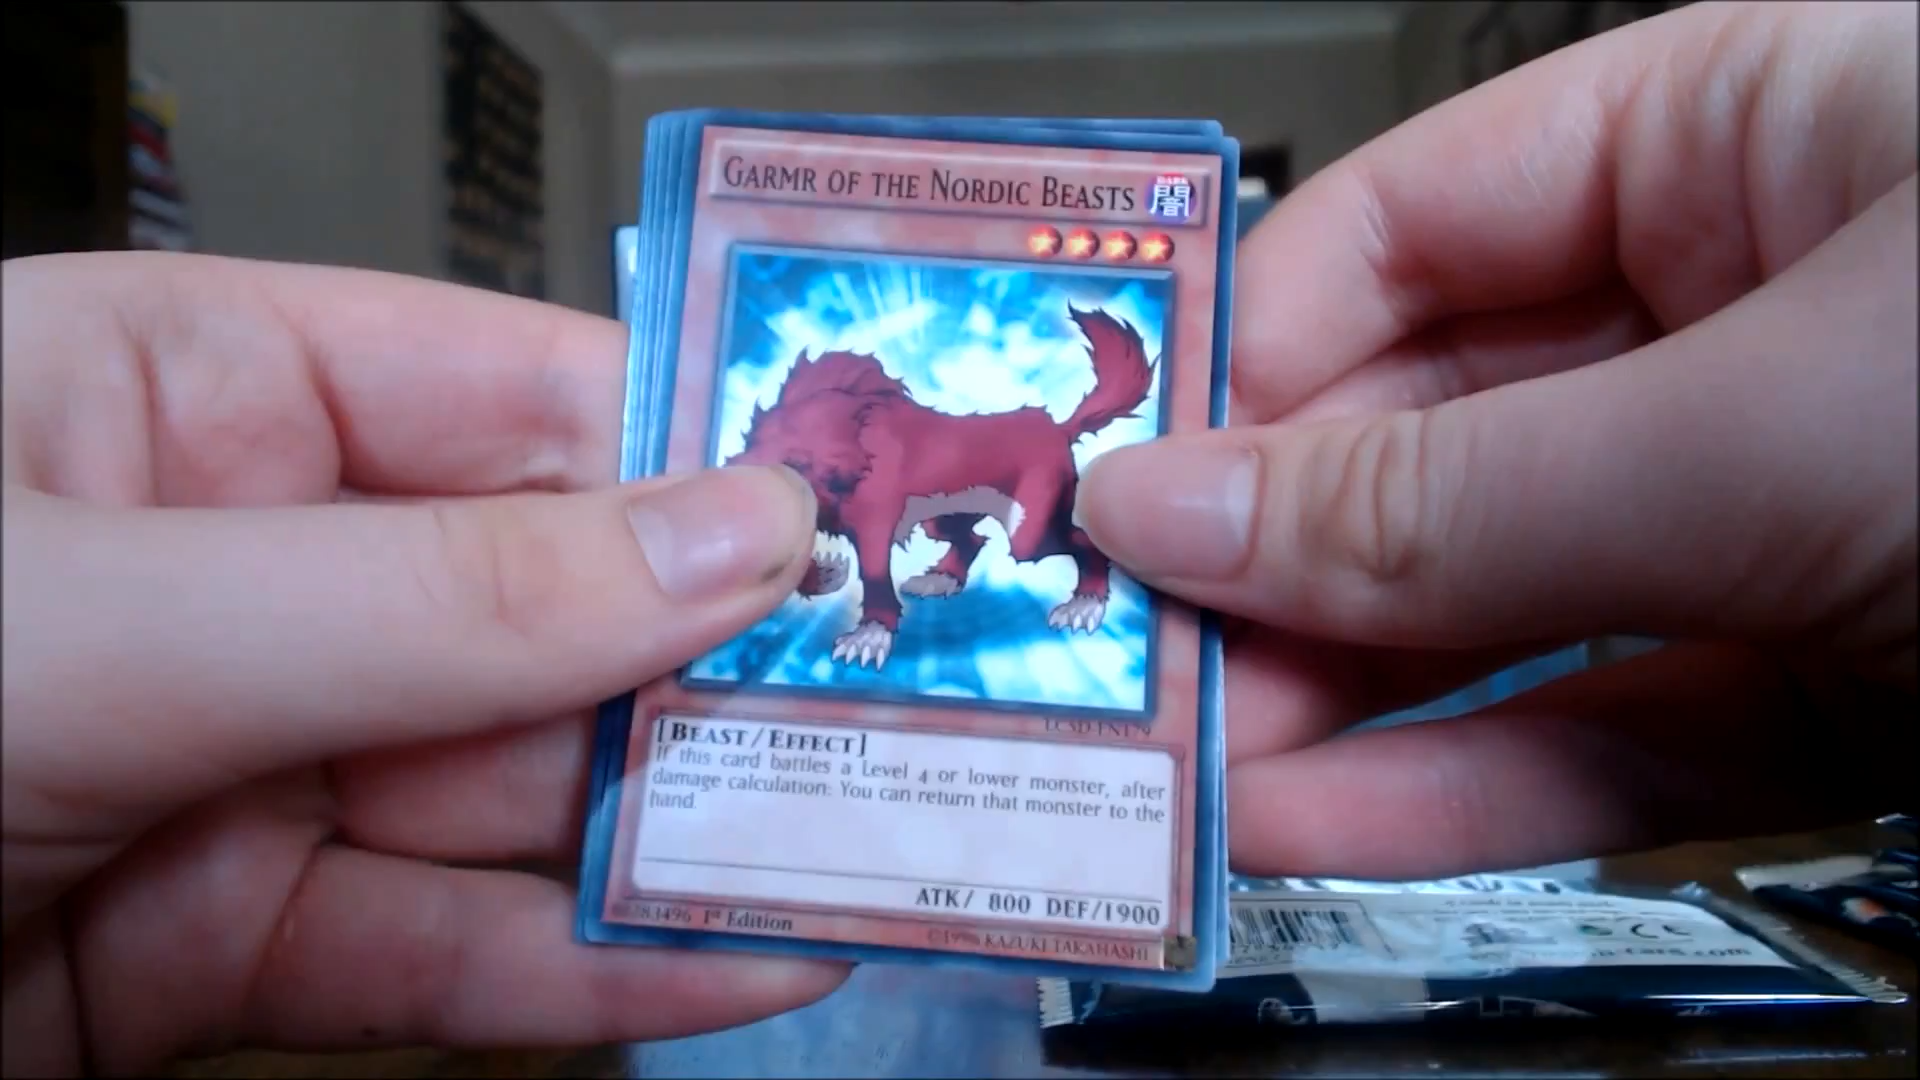 GARMR OF THE NORDIC BEASTS
DARK
闇
[BEAST/EFFECT]
If this card battles a Level 4 or lower monster, after
damage calculation: You can return that monster to the
hand.
ATK/ 800 DEF/1900
1st Edition
©1996 KAZUKI TAKAHASHI